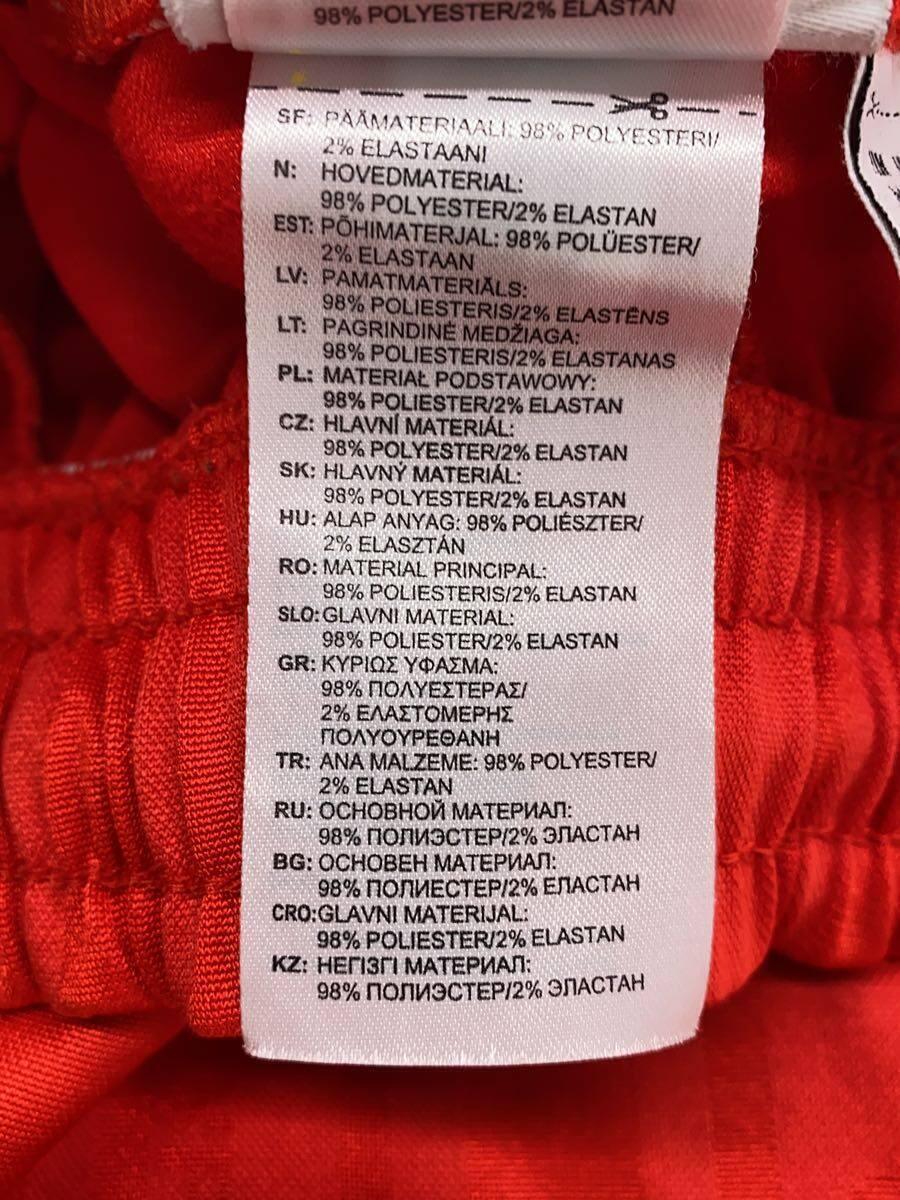 98% POLYESTER/2% ELASTAN
SF: PÄÄMATERIAALI: 98% POLYESTERI/
2% ELASTAANI
N: HOVEDMATERIAL:
98% POLYESTER/2% ELASTAN
EST: PÕHIMATERJAL: 98% POLÜESTER/
2% ELASTAAN
LV: PAMATMATERIĀLS:
98% POLIESTERIS/2% ELASTĒNS
LT: PAGRINDINĖ MEDŽIAGA:
98% POLIESTERIS/2% ELASTANAS
PL: MATERIAŁ PODSTAWOWY:
98% POLIESTER/2% ELASTAN
CZ: HLAVNÍ MATERIÁL:
98% POLYESTER/2% ELASTAN
SK: HLAVNÝ MATERIÁL:
98% POLYESTER/2% ELASTAN
HU: ALAP ANYAG: 98% POLIÉSZTER/
2% ELASZTÁN
RO: MATERIAL PRINCIPAL:
98% POLIESTERIS/2% ELASTAN
SLO: GLAVNI MATERIAL:
98% POLIESTER/2% ELASTAN
GR: ΚΥΡΙΩΣ ΥΦΑΣΜΑ:
98% ΠΟΛΥΕΣΤΕΡΑΣ/
2% ΕΛΑΣΤΟΜΕΡΗΣ
ΠΟΛΥΟΥΡΕΘΑΝΗ
TR: ANA MALZEME: 98% POLYESTER/
2% ELASTAN
RU: ОСНОВНОЙ МАТЕРИАЛ:
98% ПОЛИЭСТЕР/2% ЭЛАСТАН
BG: ОСНОВЕН МАТЕРИАЛ:
98% ПОЛИЕСТЕР/2% ЕЛАСТАН
CRO: GLAVNI MATERIJAL:
98% POLIESTER/2% ELASTAN
KZ: НЕГІЗГІ МАТЕРИАЛ:
98% ПОЛИЭСТЕР/2% ЭЛАСТАН